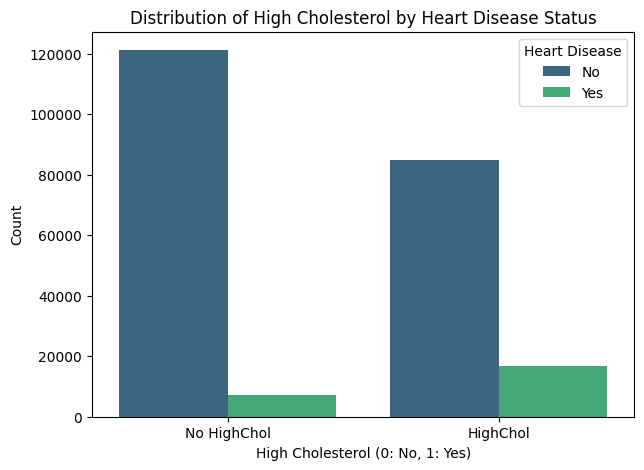 Distribution of High Cholesterol by Heart Disease Status
Heart Disease
No
Yes
Count
120000
100000
80000
60000
40000
20000
0
No HighChol
HighChol
High Cholesterol (0: No, 1: Yes)